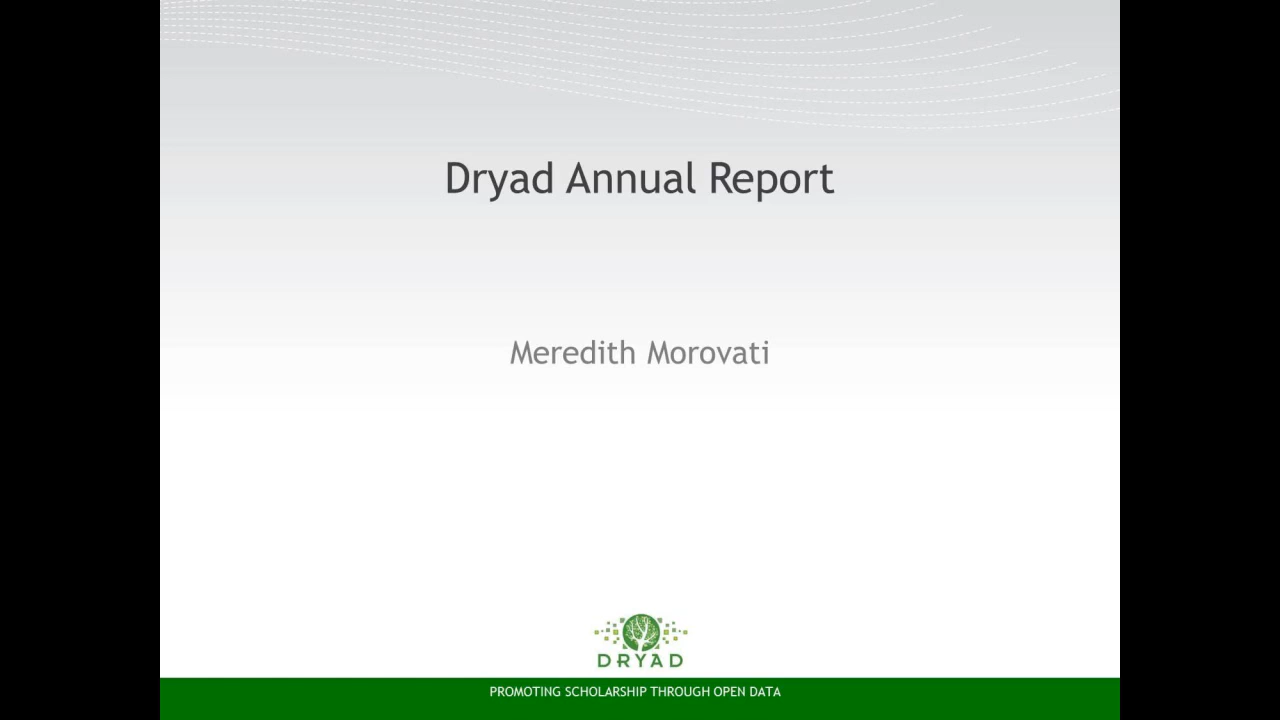 Dryad Annual Report
Meredith Morovati
DRYAD
PROMOTING SCHOLARSHIP THROUGH OPEN DATA